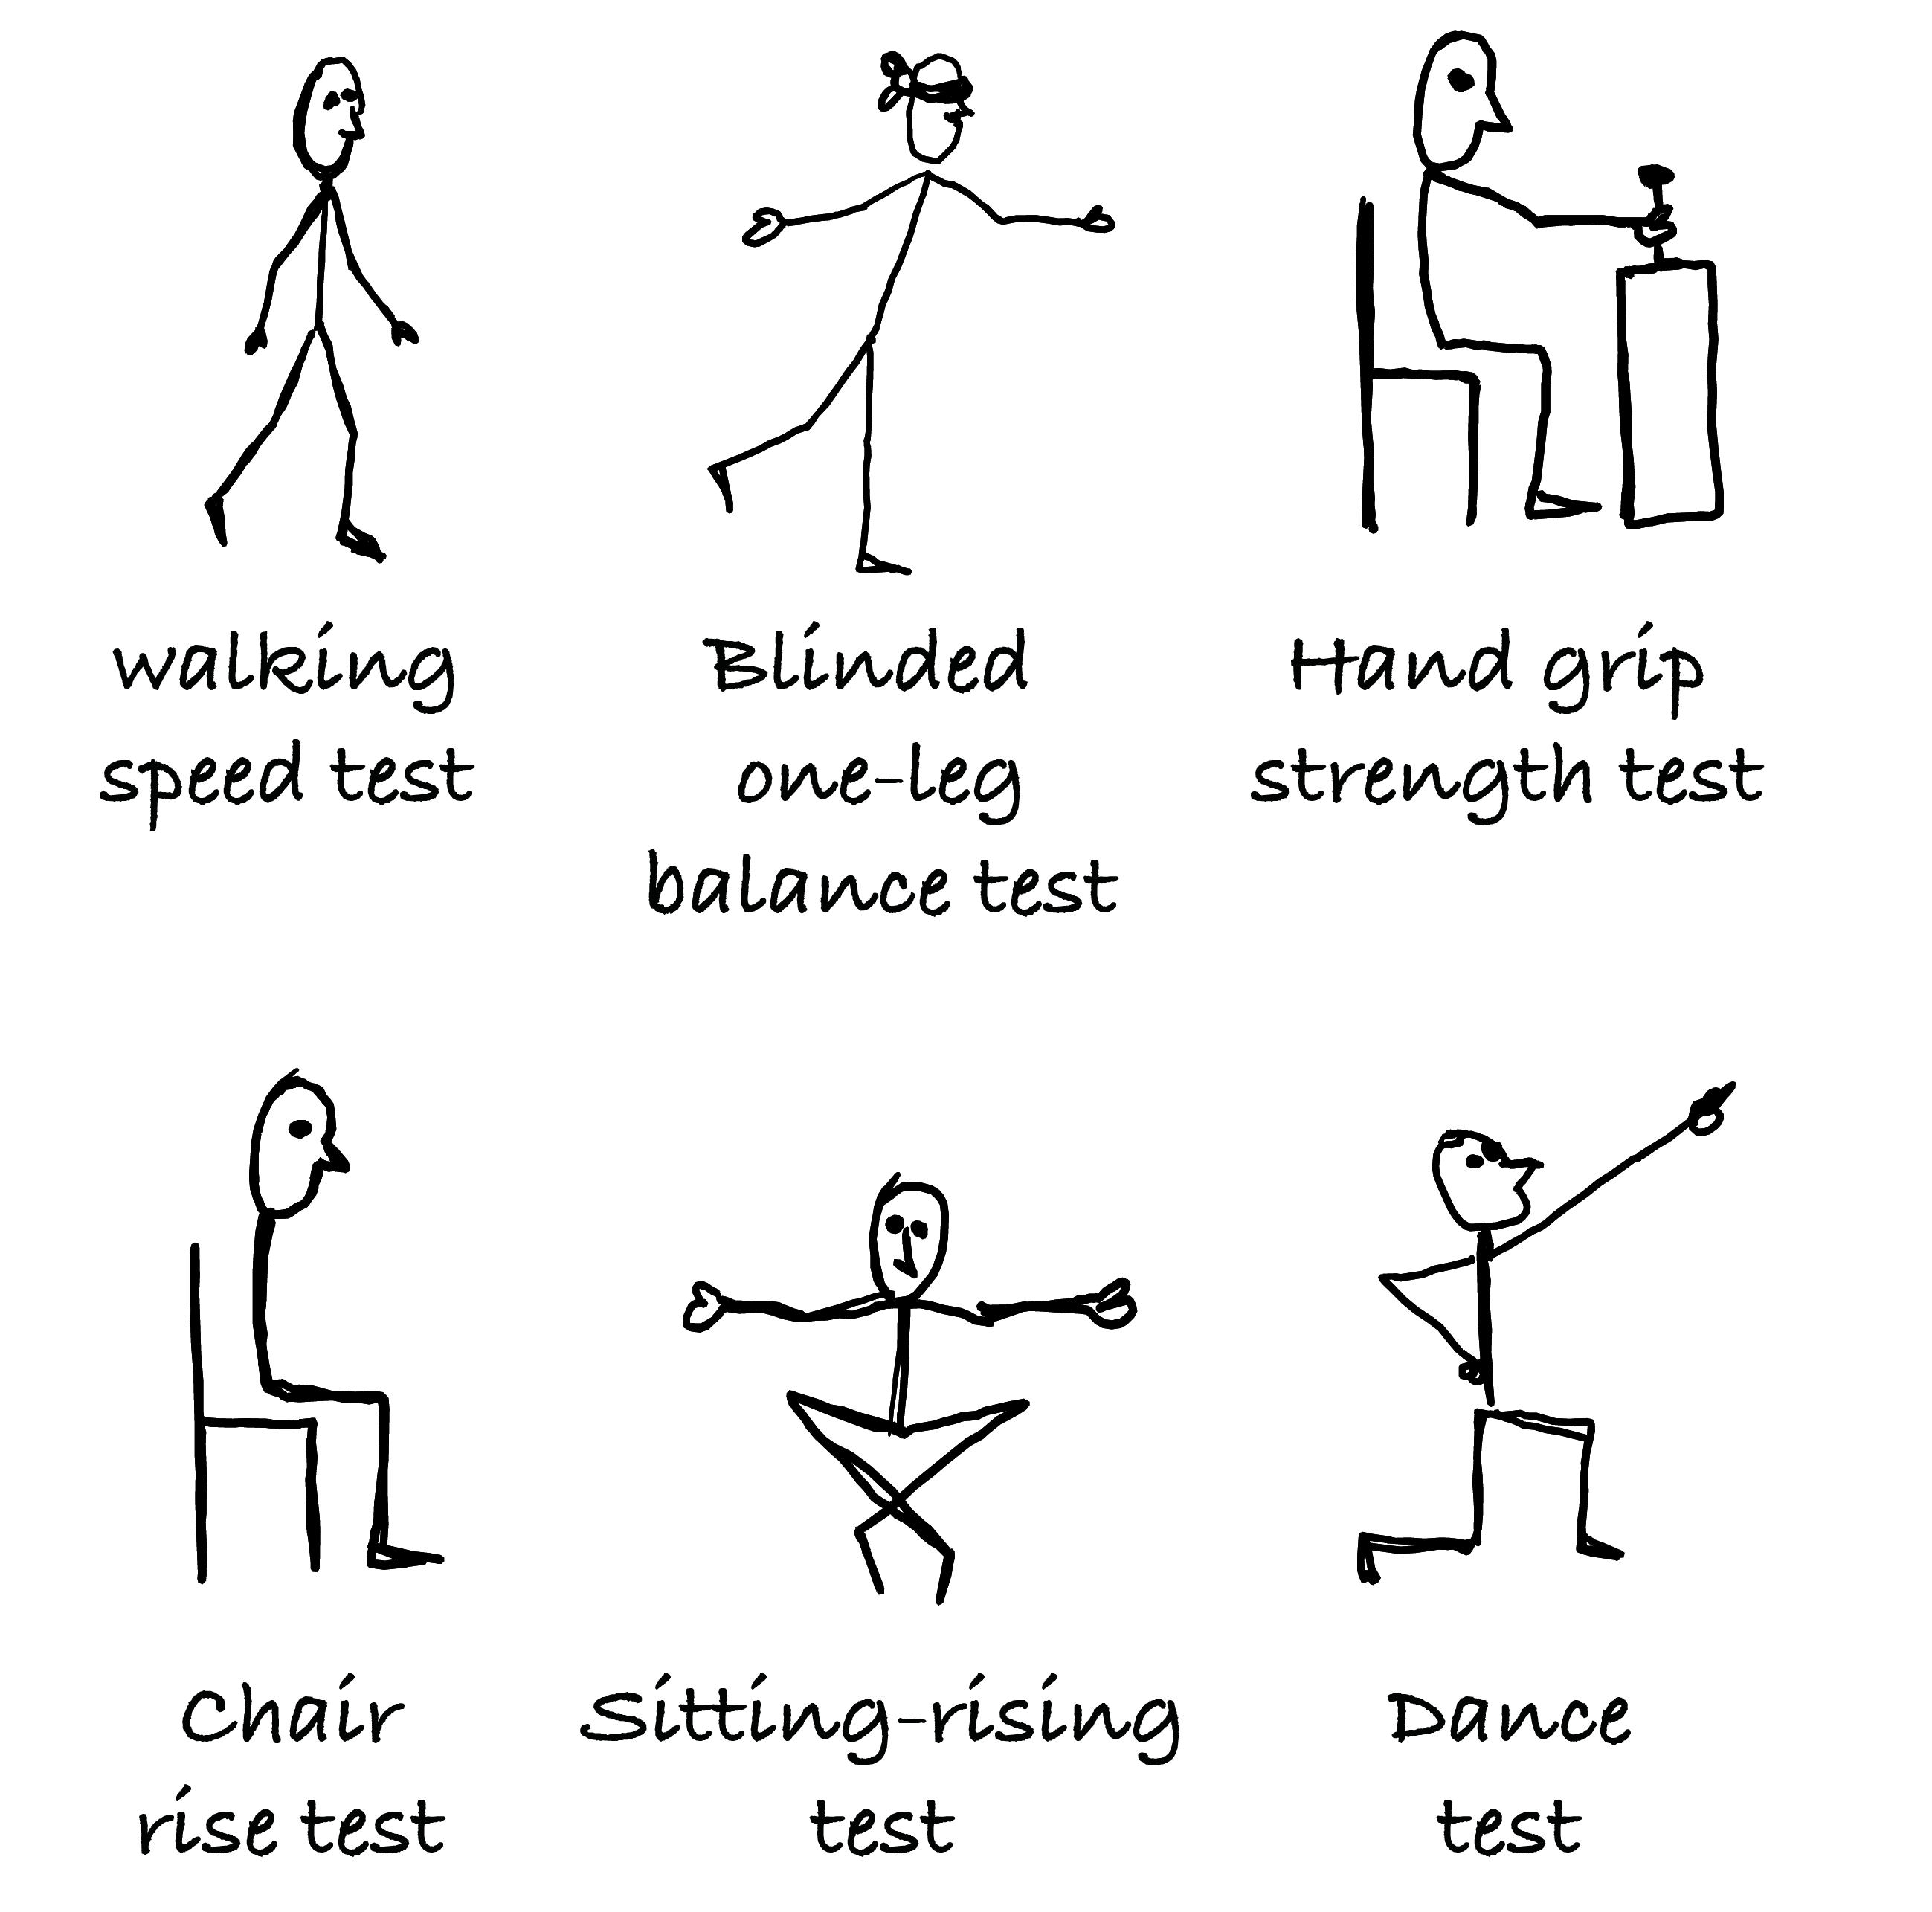 Walking
speed test
Blinded
one-leg
balance test
Hand grip
strength test
Chair
rise test
Sitting-rising
test
Dance
test